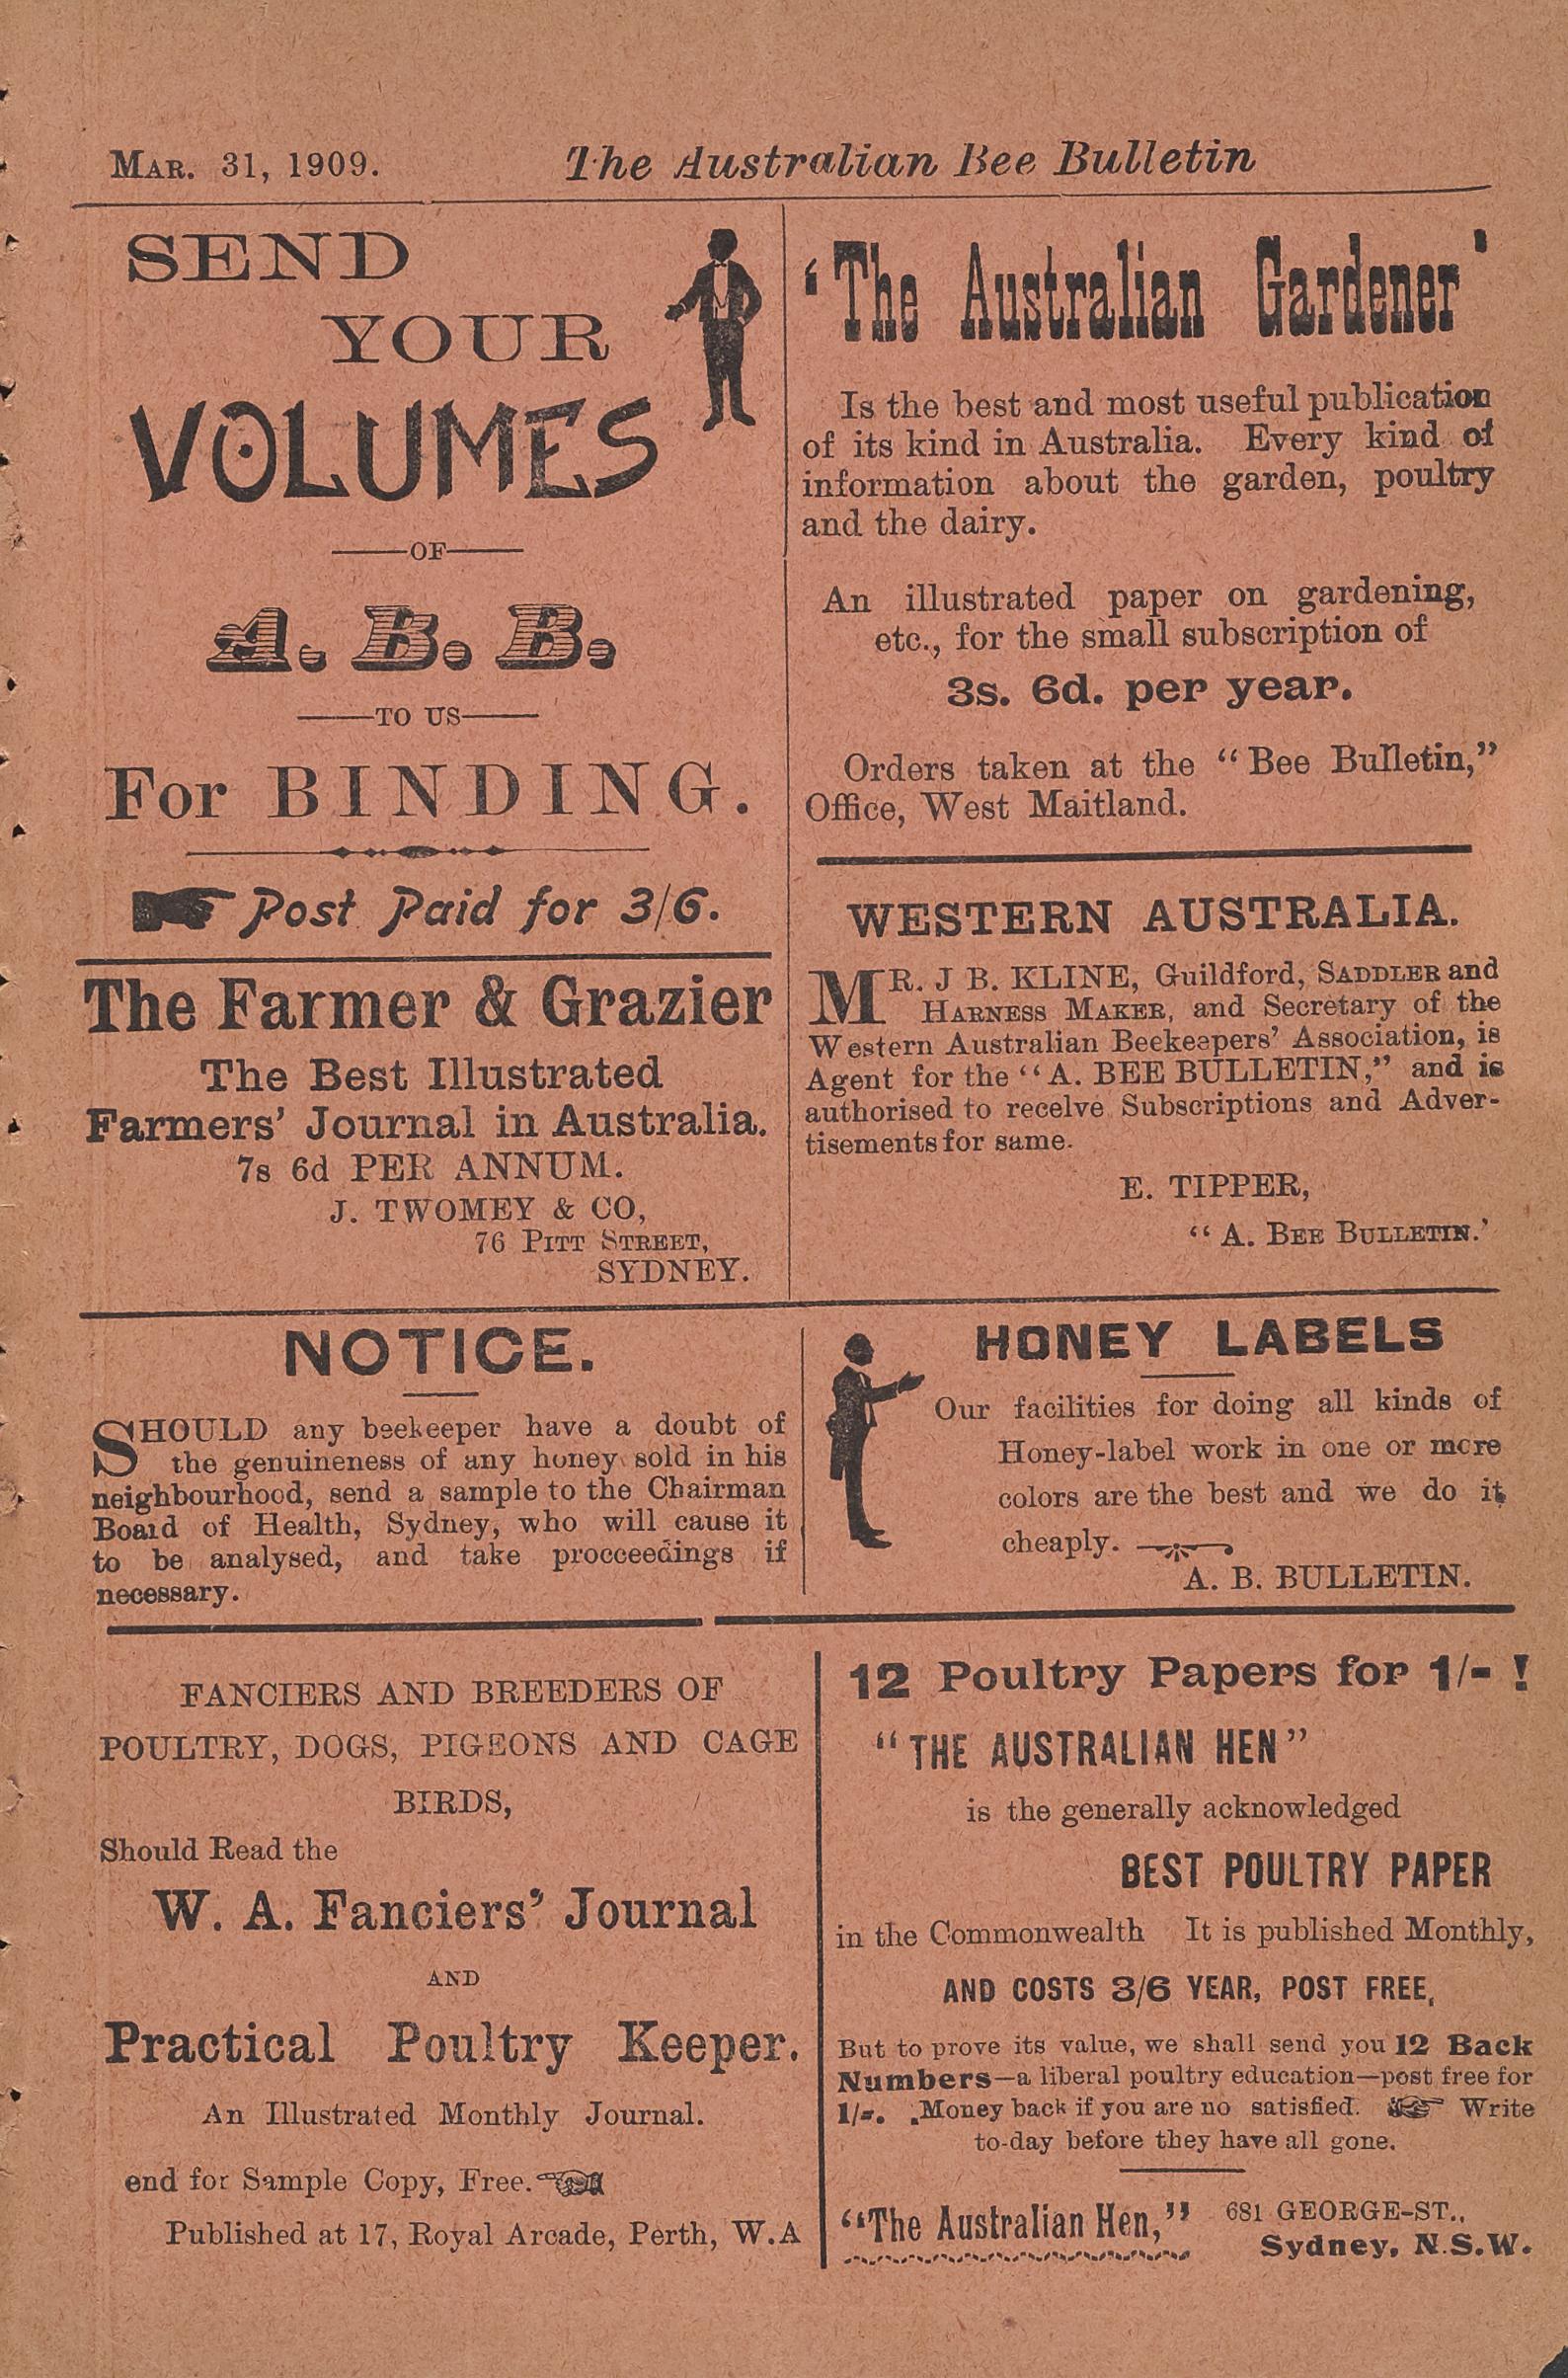 MAR. 31, 1909. The Australian Bee Bulletin
SEND
YOUR
VOLUMES
OF
A. B. B.
TO US
For BINDING.
Post Paid for 3/6.
The Farmer & Grazier
The Best Illustrated
Farmers' Journal in Australia.
7s 6d PER ANNUM.
J. TWOMEY & CO,
76 PITT STREET,
SYDNEY.
'The Australian Gardener'
Is the best and most useful publication
of its kind in Australia. Every kind of
information about the garden, poultry
and the dairy.
An illustrated paper on gardening,
etc., for the small subscription of
3s. 6d. per year.
Orders taken at the "Bee Bulletin,"
Office, West Maitland.
WESTERN AUSTRALIA.
MR. J B. KLINE, Guildford, SADDLER and
HARNESS MAKER, and Secretary of the
Western Australian Beekeepers' Association, is
Agent for the "A. BEE BULLETIN," and is
authorised to receive Subscriptions and Adver-
tisements for same.
E. TIPPER,
"A. BEE BULLETIN.'
NOTICE.
SHOULD any beekeeper have a doubt of
the genuineness of any honey sold in his
neighbourhood, send a sample to the Chairman
Board of Health, Sydney, who will cause it
to be analysed, and take procceedings if
necessary.
HONEY LABELS
Our facilities for doing all kinds of
Honey-label work in one or more
colors are the best and we do it
cheaply.
A. B. BULLETIN.
FANCIERS AND BREEDERS OF
POULTRY, DOGS, PIGEONS AND CAGE
BIRDS,
Should Read the
W. A. Fanciers' Journal
AND
Practical Poultry Keeper.
An Illustrated Monthly Journal.
end for Sample Copy, Free.
Published at 17, Royal Arcade, Perth, W.A
12 Poultry Papers for 1/- !
"THE AUSTRALIAN HEN"
is the generally acknowledged
BEST POULTRY PAPER
in the Commonwealth It is published Monthly,
AND COSTS 3/6 YEAR, POST FREE,
But to prove its value, we shall send you 12 Back
Numbers—a liberal poultry education—post free for
1/-. Money back if you are no satisfied. Write
to-day before they have all gone.
"The Australian Hen," 681 GEORGE-ST.,
Sydney, N.S.W.